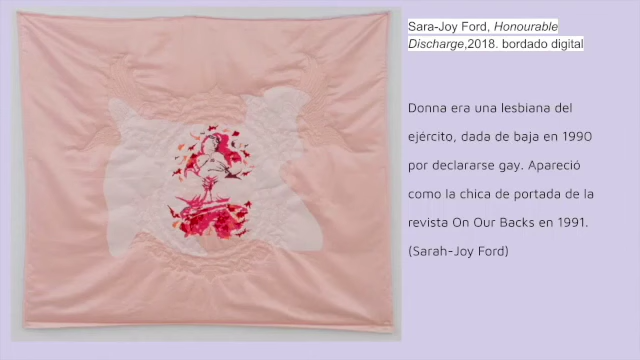 Sara-Joy Ford, Honourable
Discharge,2018. bordado digital
Donna era una lesbiana del
ejército, dada de baja en 1990
por declararse gay. Apareció
como la chica de portada de la
revista On Our Backs en 1991.
(Sarah-Joy Ford)